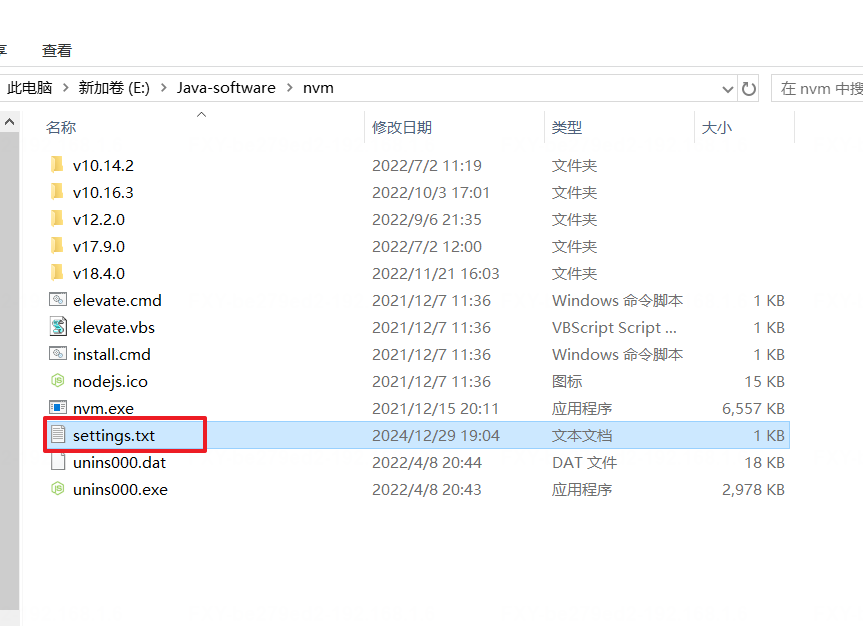 享 查看
此电脑 > 新加卷 (E:) > Java-software > nvm 在 nvm 中搜
名称 修改日期 类型 大小
v10.14.2 2022/7/2 11:19 文件夹
v10.16.3 2022/10/3 17:01 文件夹
v12.2.0 2022/9/6 21:35 文件夹
v17.9.0 2022/7/2 12:00 文件夹
v18.4.0 2022/11/21 16:03 文件夹
elevate.cmd 2021/12/7 11:36 Windows 命令脚本 1 KB
elevate.vbs 2021/12/7 11:36 VBScript Script ... 1 KB
install.cmd 2021/12/7 11:36 Windows 命令脚本 1 KB
nodejs.ico 2021/12/7 11:36 图标 15 KB
nvm.exe 2021/12/15 20:11 应用程序 6,557 KB
settings.txt 2024/12/29 19:04 文本文档 1 KB
unins000.dat 2022/4/8 20:44 DAT 文件 18 KB
unins000.exe 2022/4/8 20:43 应用程序 2,978 KB